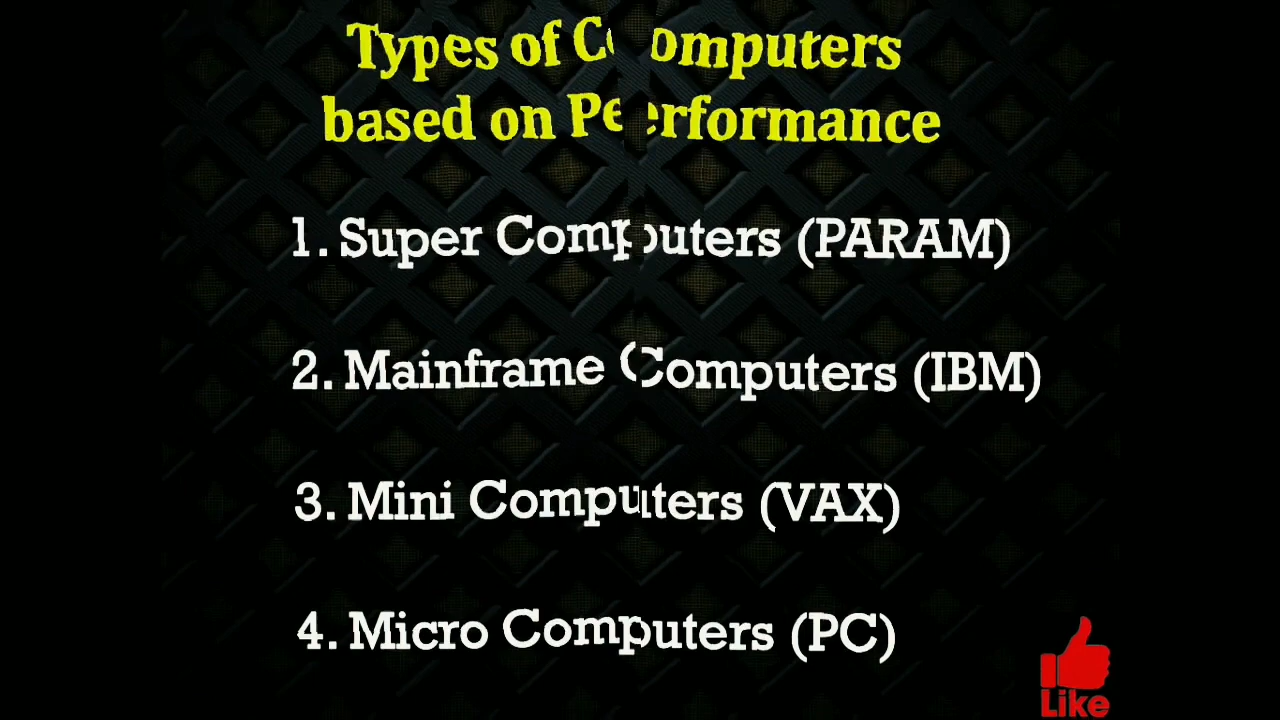 Types of Computers
based on Performance
1. Super Computers (PARAM)
2. Mainframe Computers (IBM)
3. Mini Computers (VAX)
4. Micro Computers (PC)
Like